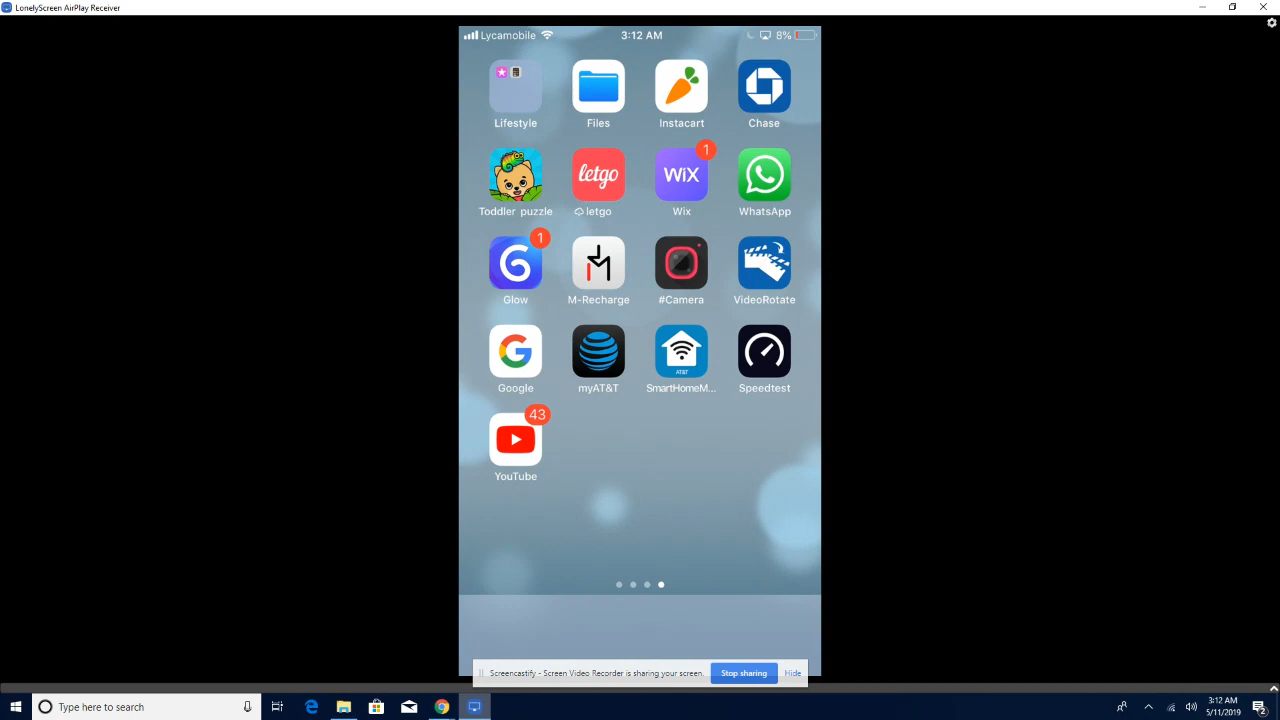 LonelyScreen AirPlay Receiver
Lycamobile 3:12 AM 8%
Lifestyle Files Instacart Chase
letgo WiX 1
Toddler puzzle letgo Wix WhatsApp
1
Glow M-Recharge #Camera VideoRotate
AT&T
Google myAT&T SmartHomeM... Speedtest
43
YouTube
Screencastify - Screen Video Recorder is sharing your screen. Stop sharing Hide
Type here to search
3:12 AM
5/11/2019
2